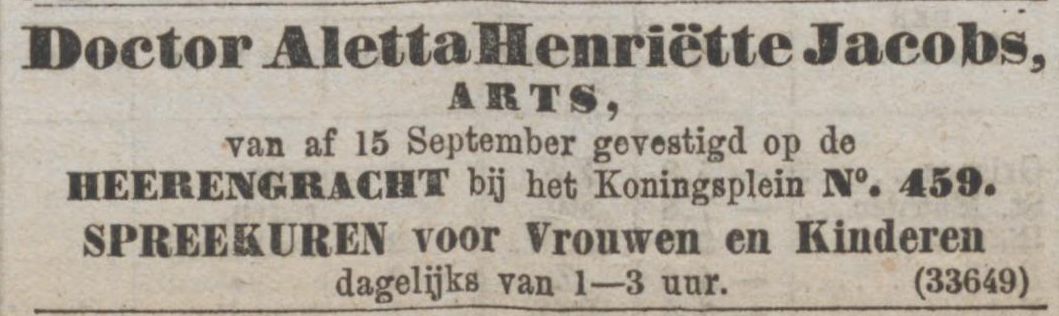 Doctor Aletta Henriëtte Jacobs,
ARTS,
van af 15 September gevestigd op de
HEERENGRACHT bij het Koningsplein Nº. 459.
SPREEKUREN voor Vrouwen en Kinderen
dagelijks van 1—3 uur. (33649)